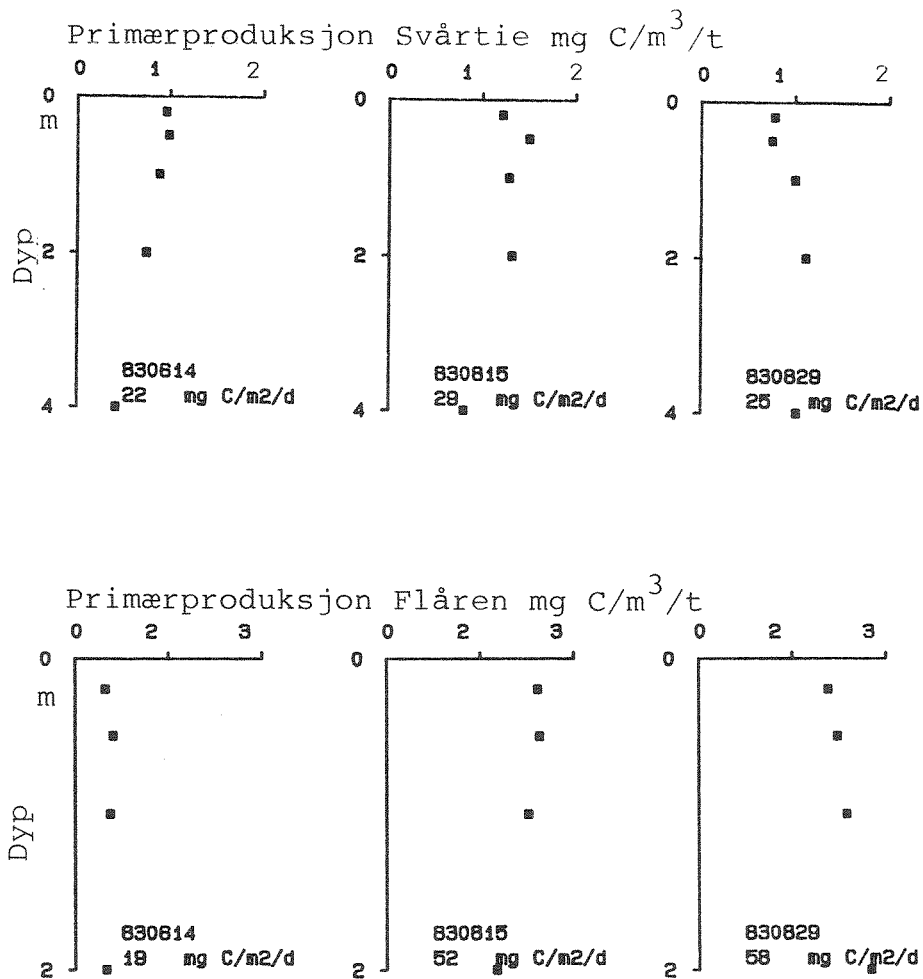 Primærproduksjon Svårtie mg C/m³/t
0 1 2 0 1 2 0 1 2
0 0 0
m
Dyp
2 2 2
830614 830815 830829
22 mg C/m2/d 29 mg C/m2/d 25 mg C/m2/d
4 4 4
Primærproduksjon Flåren mg C/m³/t
0 2 3 0 2 3 0 2 3
0 0 0
m
Dyp
830614 830815 830829
19 mg C/m2/d 52 mg C/m2/d 58 mg C/m2/d
2 2 2